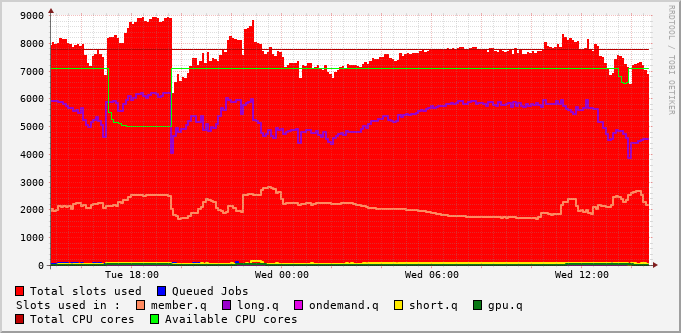 9000
8000
7000
6000
5000
4000
3000
2000
1000
0
Tue 18:00 Wed 00:00 Wed 06:00 Wed 12:00
RRDTOOL / TOBI OETIKER
Total slots used Queued Jobs
Slots used in : member.q long.q ondemand.q short.q gpu.q
Total CPU cores Available CPU cores